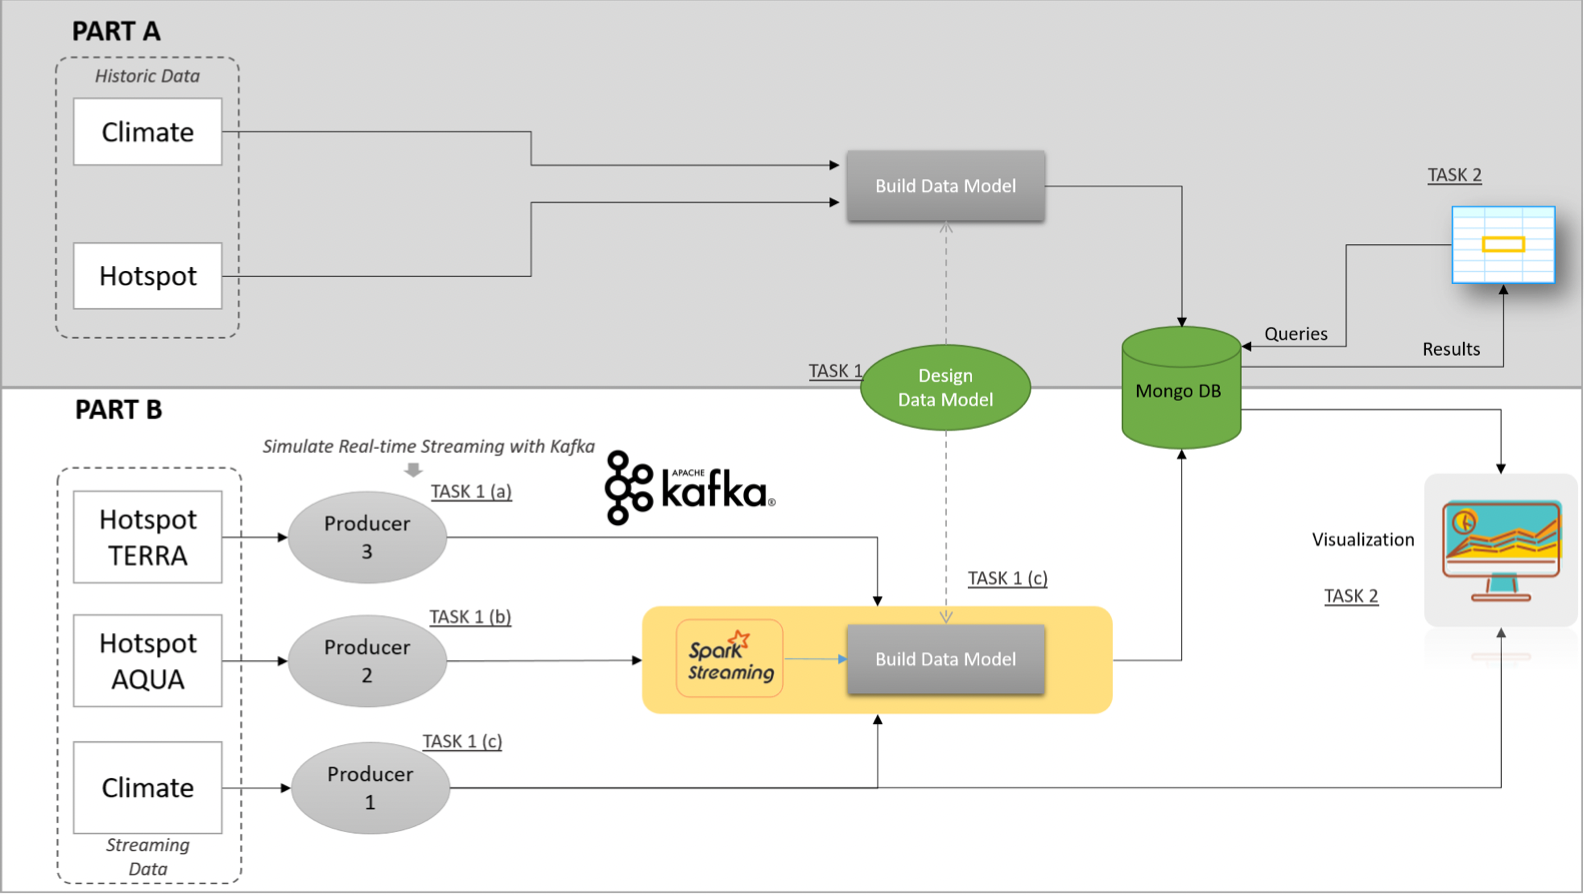 PART A
Historic Data
Climate
Hotspot
Build Data Model
TASK 2
Queries
Results
TASK 1
Design
Data Model
Mongo DB
PART B
Simulate Real-time Streaming with Kafka
APACHE
kafka®
Hotspot
TERRA
Producer
3
TASK 1 (a)
Hotspot
AQUA
Producer
2
TASK 1 (b)
Climate
Producer
1
TASK 1 (c)
Streaming
Data
Spark
Streaming
Build Data Model
TASK 1 (c)
Visualization
TASK 2